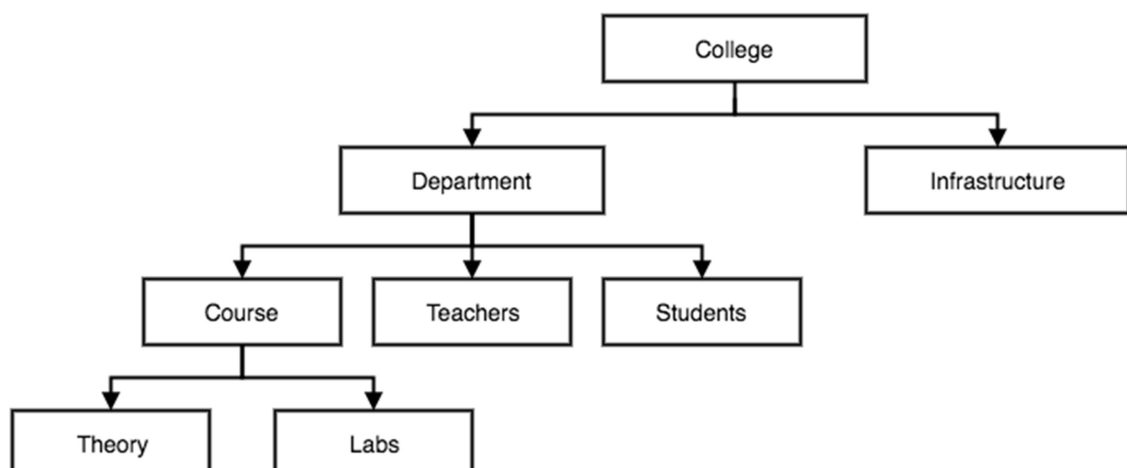 College
Department
Infrastructure
Course
Teachers
Students
Theory
Labs